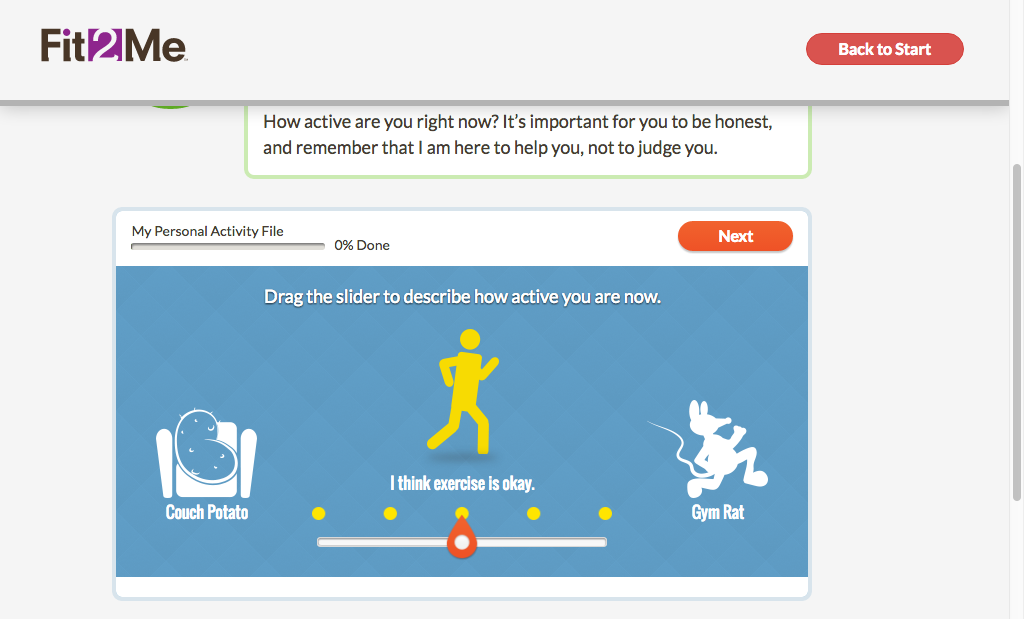 Fit2Me
Back to Start
How active are you right now? It's important for you to be honest,
and remember that I am here to help you, not to judge you.
My Personal Activity File
0% Done
Next
Drag the slider to describe how active you are now.
I think exercise is okay.
Couch Potato
Gym Rat